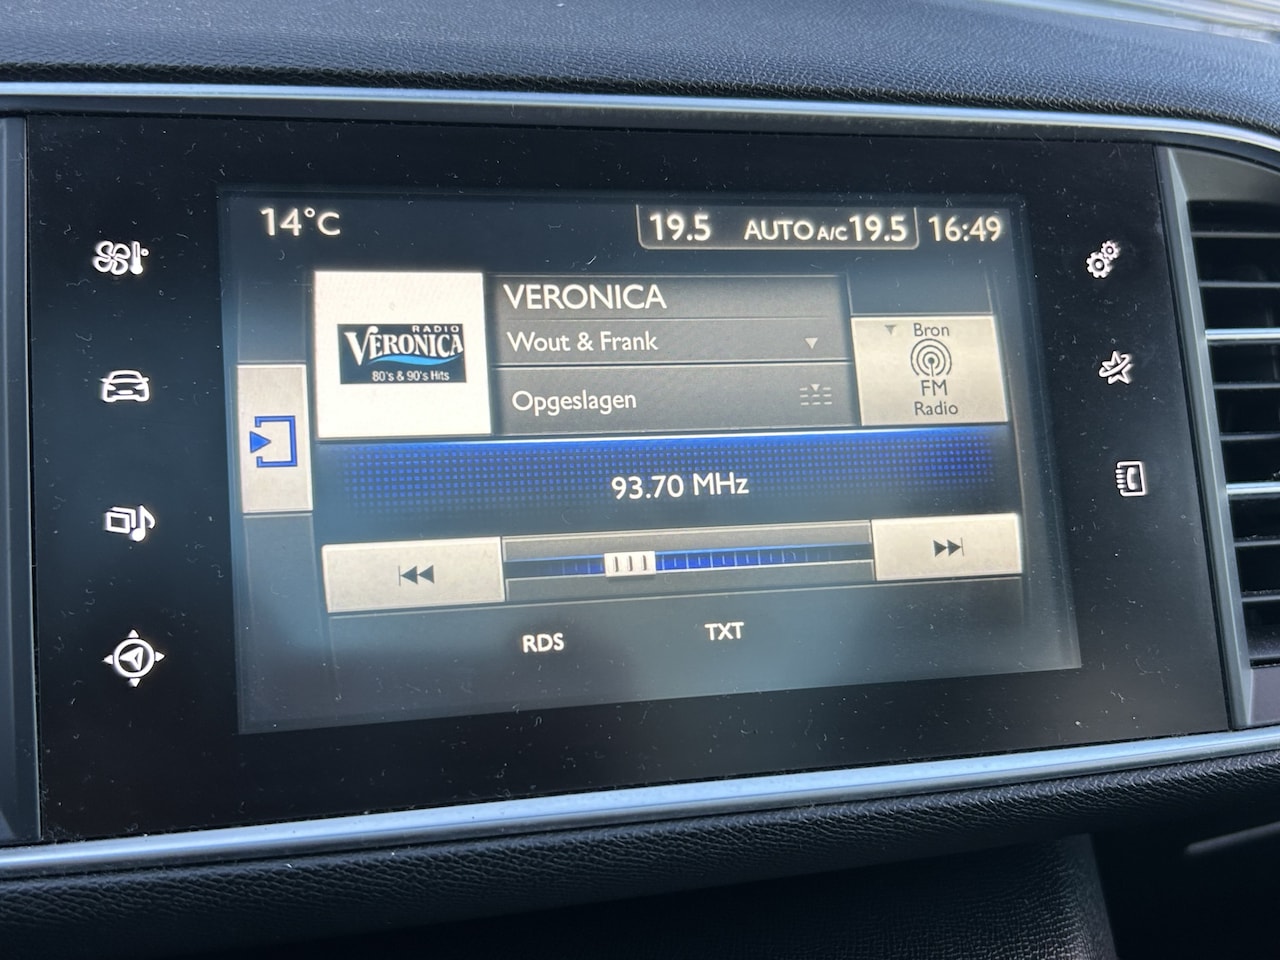 14°C
19.5 AUTO A/C 19.5 16:49
RADIO
VERONICA
80's & 90's Hits
VERONICA
Wout & Frank
Opgeslagen
Bron
FM
Radio
93.70 MHz
RDS TXT